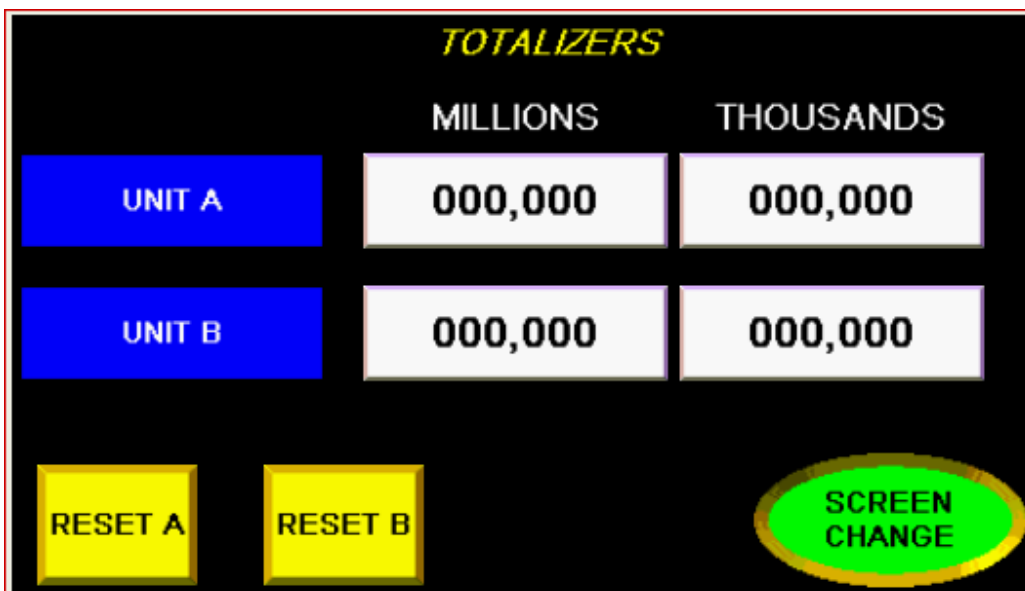 TOTALIZERS
MILLIONS THOUSANDS
UNIT A 000,000 000,000
UNIT B 000,000 000,000
RESET A RESET B SCREEN
CHANGE